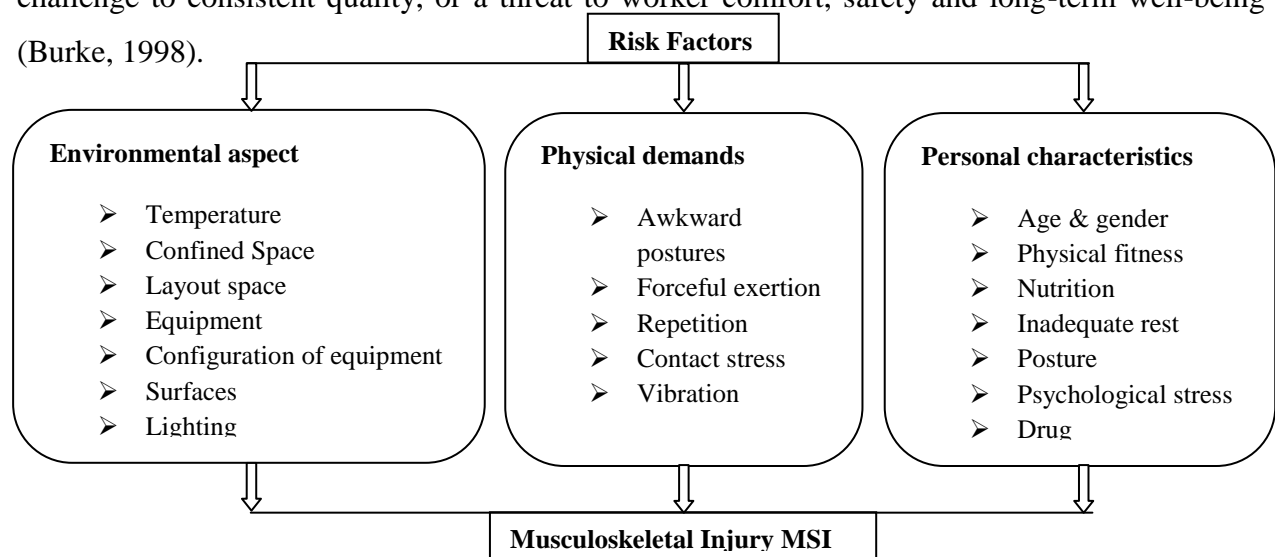 challenge to consistent quality, or a threat to worker comfort, safety and long-term well-being
(Burke, 1998).
Risk Factors
Environmental aspect
➢ Temperature
➢ Confined Space
➢ Layout space
➢ Equipment
➢ Configuration of equipment
➢ Surfaces
➢ Lighting
Physical demands
➢ Awkward
postures
➢ Forceful exertion
➢ Repetition
➢ Contact stress
➢ Vibration
Personal characteristics
➢ Age & gender
➢ Physical fitness
➢ Nutrition
➢ Inadequate rest
➢ Posture
➢ Psychological stress
➢ Drug
Musculoskeletal Injury MSI